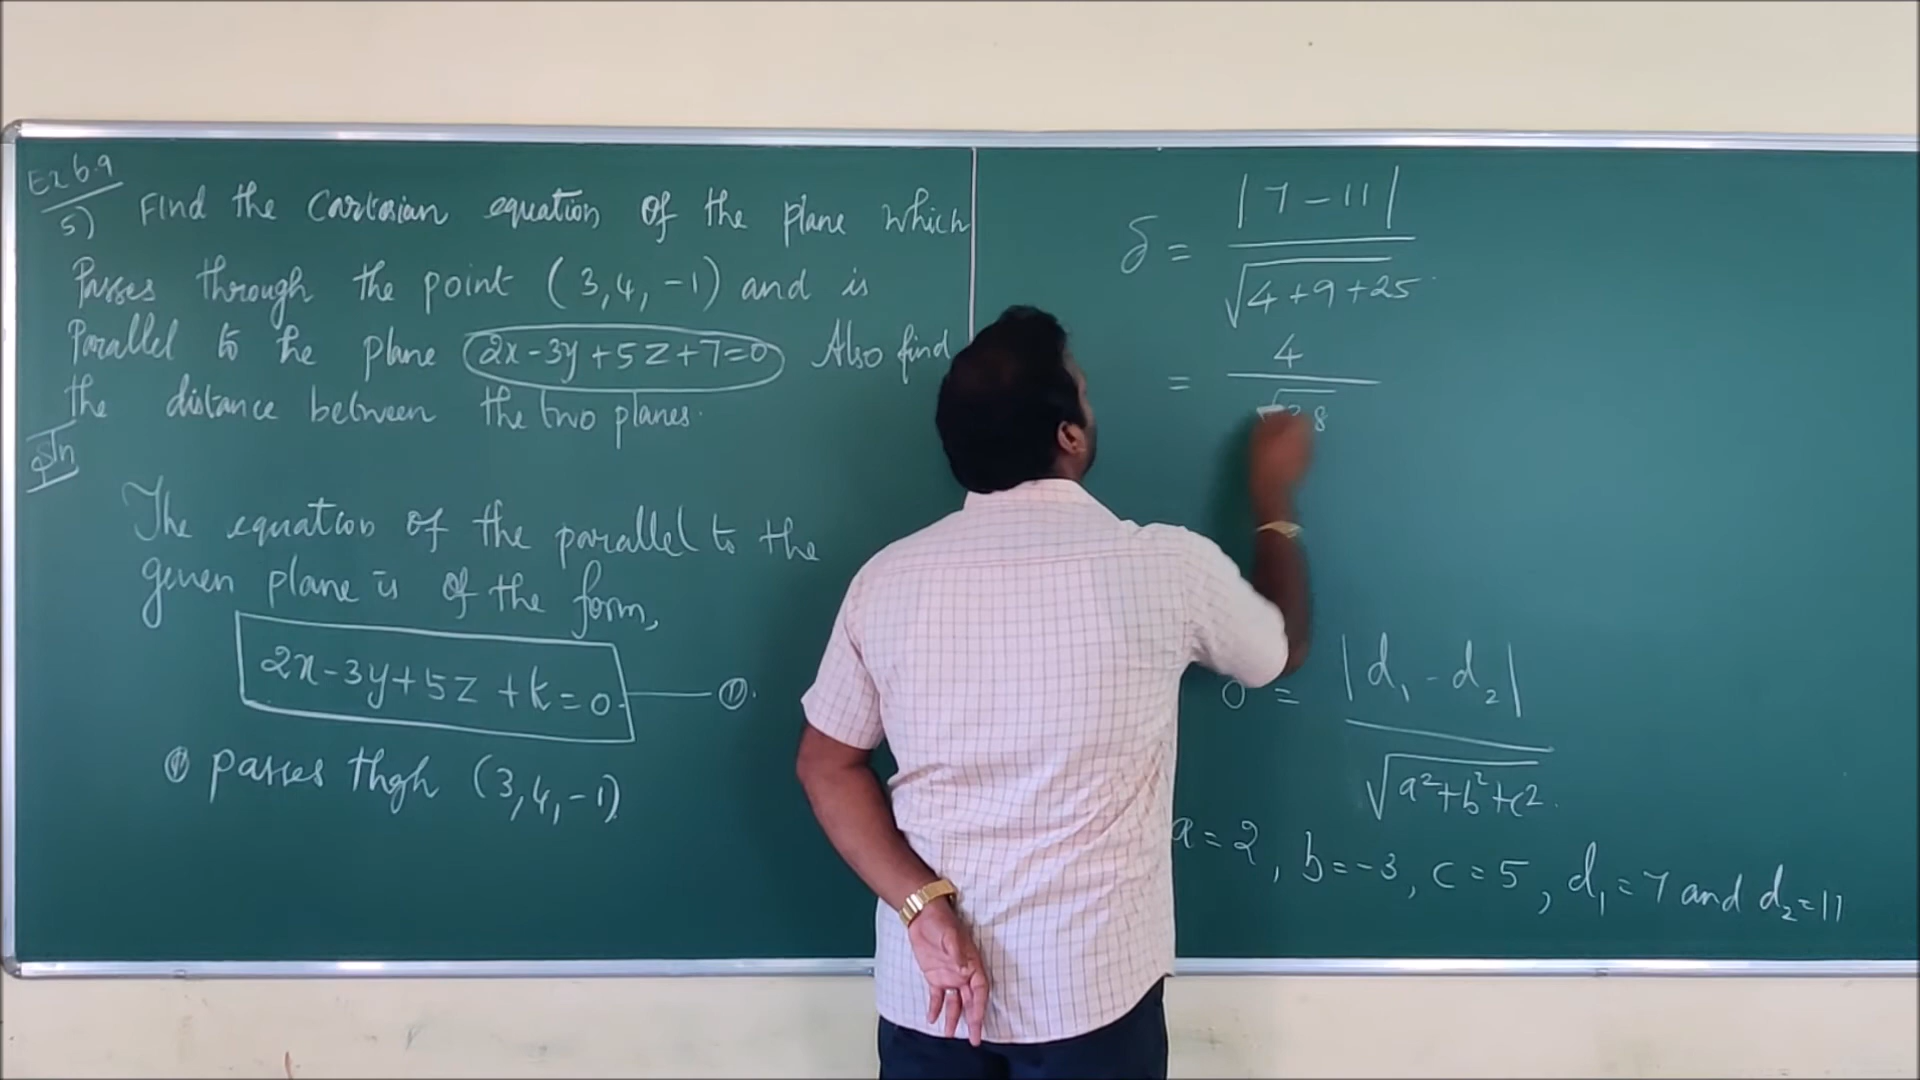 Ex 6.9
5) Find the Cartesian equation of the plane which
Passes through the point (3,4,-1) and is
Parallel to he plane 2x-3y+5z+7=0 Also find
the distance between the two planes.
Soln
The equation of the parallel to the
given plane is of the form,
2x-3y+5z+k=0. ①.
① passes thgh (3,4,-1).
δ = |7-11| / √4+9+25.
= 4 / √38
δ = |d₁-d₂| / √a²+b²+c2.
a=2, b=-3, c=5, d₁=7 and d₂=11